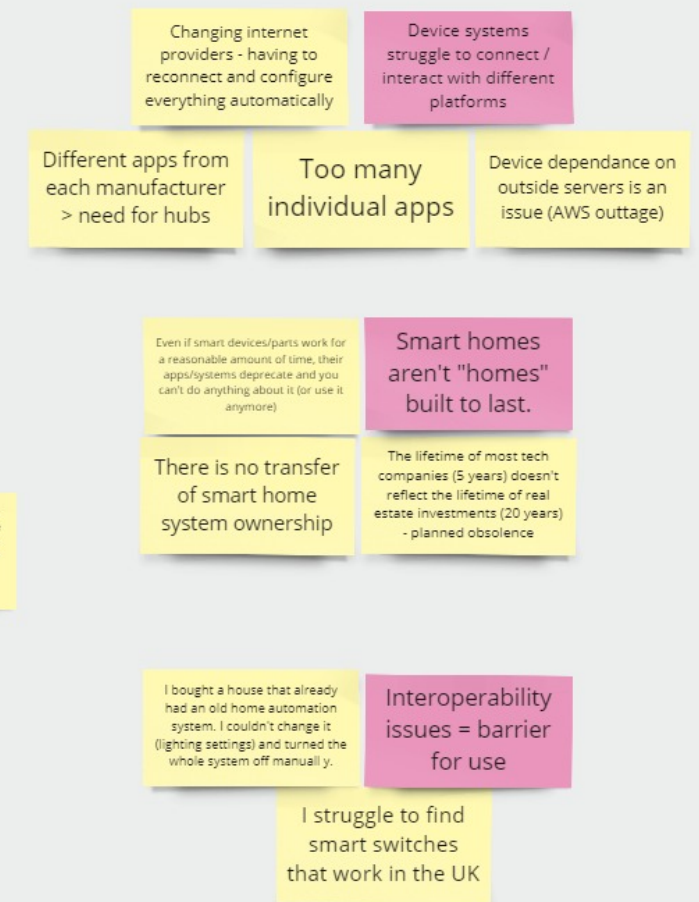 Changing internet
providers - having to
reconnect and configure
everything automatically
Device systems
struggle to connect /
interact with different
platforms
Different apps from
each manufacturer
> need for hubs
Too many
individual apps
Device dependance on
outside servers is an
issue (AWS outtage)
Even if smart devices/parts work for
a reasonable amount of time, their
apps/systems deprecate and you
can't do anything about it (or use it
anymore)
Smart homes
aren't "homes"
built to last.
There is no transfer
of smart home
system ownership
The lifetime of most tech
companies (5 years) doesn't
reflect the lifetime of real
estate investments (20 years)
- planned obsolence
I bought a house that already
had an old home automation
system. I couldn't change it
(lighting settings) and turned the
whole system off manuall y.
Interoperability
issues = barrier
for use
I struggle to find
smart switches
that work in the UK